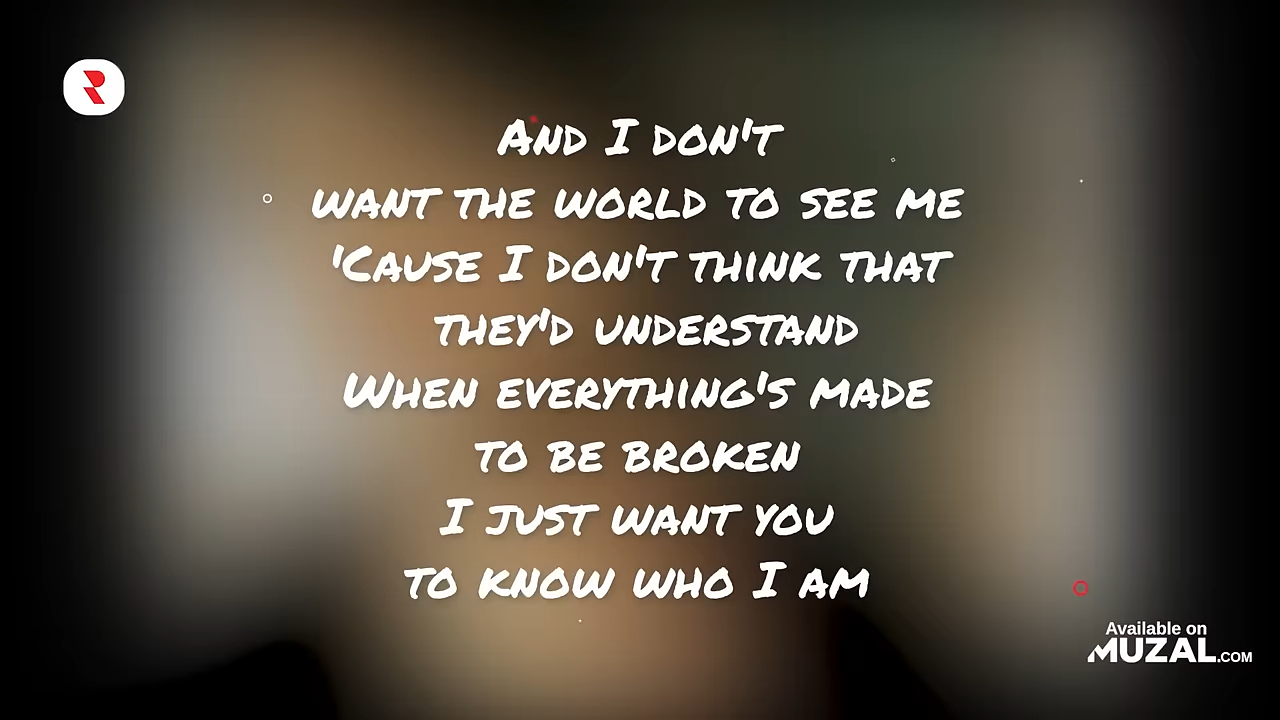 And I don't
want the world to see me
'Cause I don't think that
they'd understand
When everything's made
to be broken
I just want you
to know who I am
Available on
MUZAL.COM